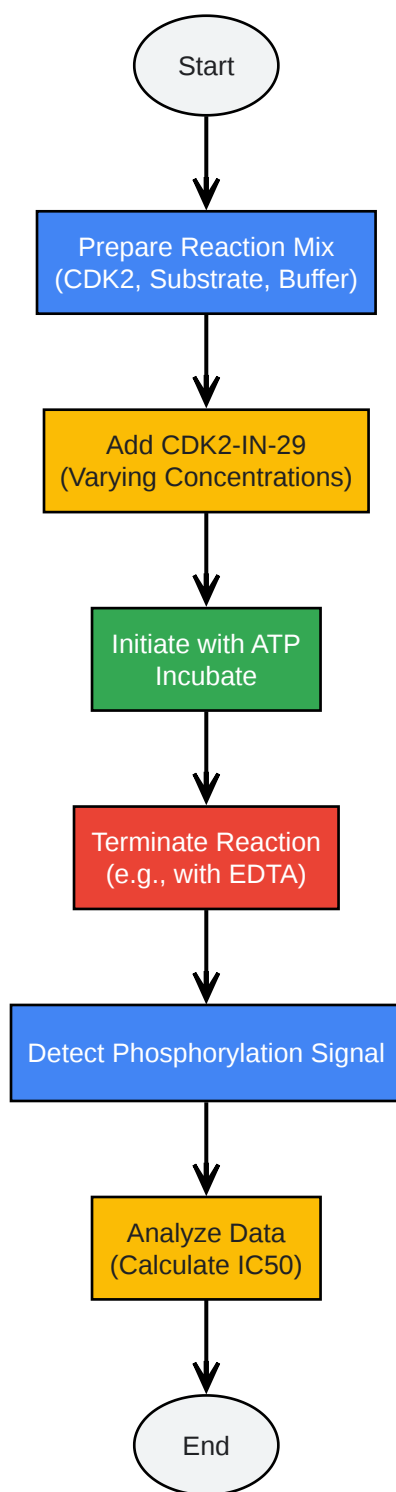 Start
Prepare Reaction Mix
(CDK2, Substrate, Buffer)
Add CDK2-IN-29
(Varying Concentrations)
Initiate with ATP
Incubate
Terminate Reaction
(e.g., with EDTA)
Detect Phosphorylation Signal
Analyze Data
(Calculate IC50)
End